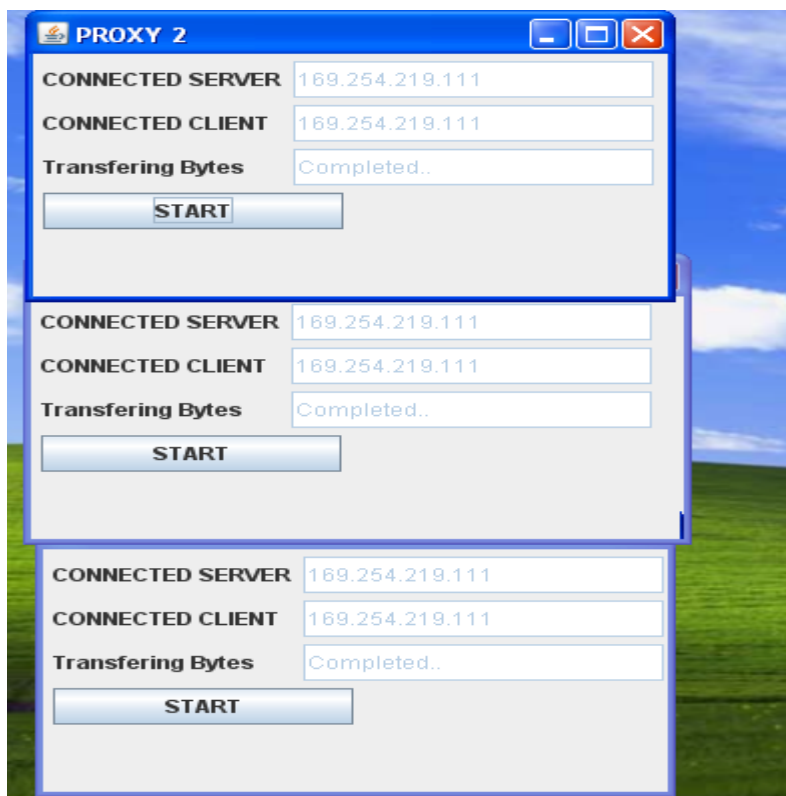 PROXY 2
CONNECTED SERVER 169.254.219.111
CONNECTED CLIENT 169.254.219.111
Transfering Bytes Completed..
START
CONNECTED SERVER 169.254.219.111
CONNECTED CLIENT 169.254.219.111
Transfering Bytes Completed..
START
CONNECTED SERVER 169.254.219.111
CONNECTED CLIENT 169.254.219.111
Transfering Bytes Completed..
START